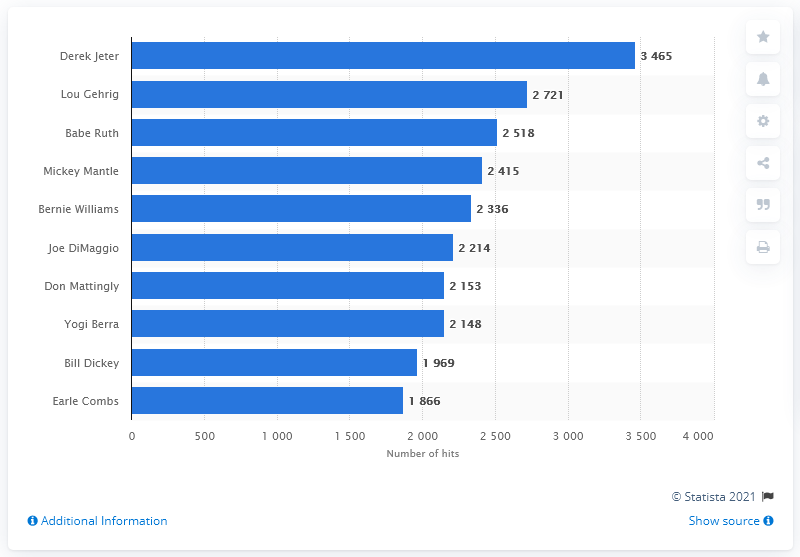 Derek Jeter 3 465
Lou Gehrig 2 721
Babe Ruth 2 518
Mickey Mantle 2 415
Bernie Williams 2 336
Joe DiMaggio 2 214
Don Mattingly 2 153
Yogi Berra 2 148
Bill Dickey 1 969
Earle Combs 1 866
0 500 1 000 1 500 2 000 2 500 3 000 3 500 4 000
Number of hits
© Statista 2021
Additional Information Show source